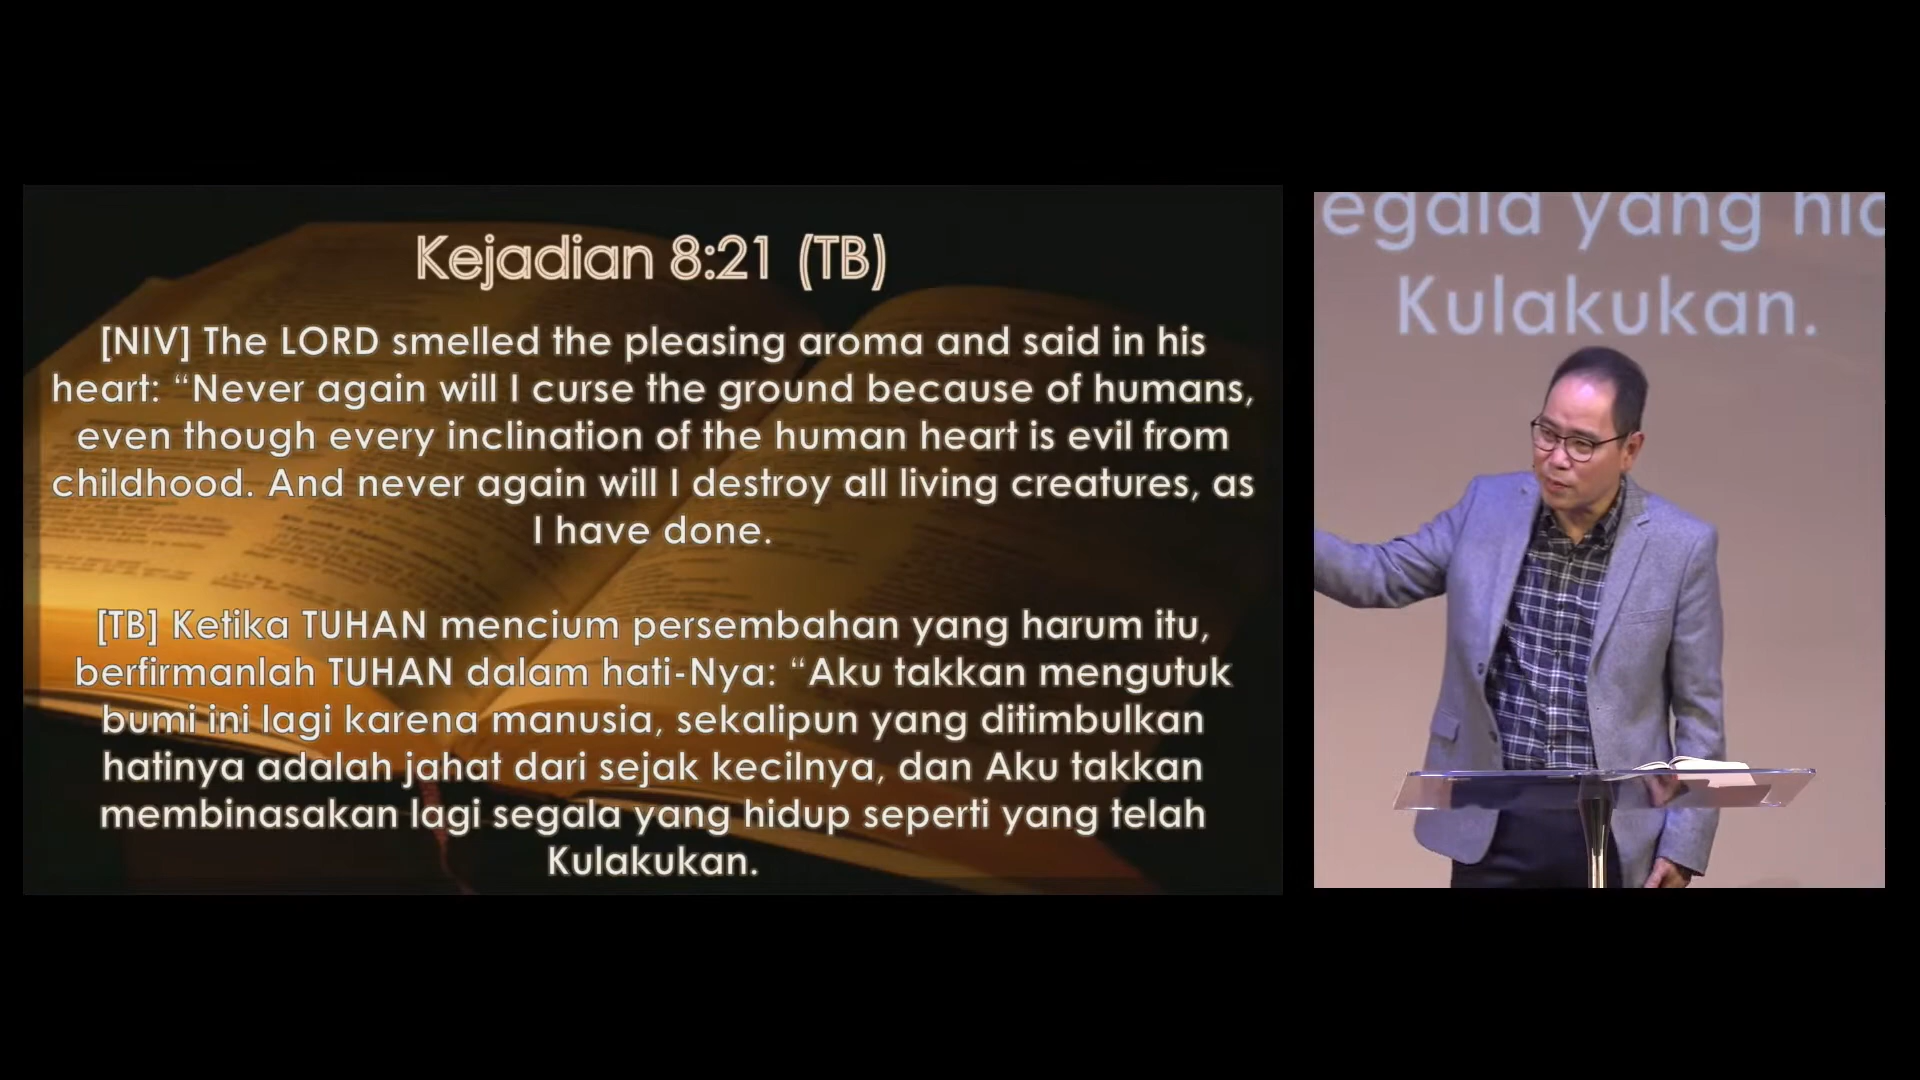 Kejadian 8:21 (TB)
[NIV] The LORD smelled the pleasing aroma and said in his
heart: “Never again will I curse the ground because of humans,
even though every inclination of the human heart is evil from
childhood. And never again will I destroy all living creatures, as
I have done.
[TB] Ketika TUHAN mencium persembahan yang harum itu,
berfirmanlah TUHAN dalam hati-Nya: “Aku takkan mengutuk
bumi ini lagi karena manusia, sekalipun yang ditimbulkan
hatinya adalah jahat dari sejak kecilnya, dan Aku takkan
membinasakan lagi segala yang hidup seperti yang telah
Kulakukan.
egala yang hid
Kulakukan.